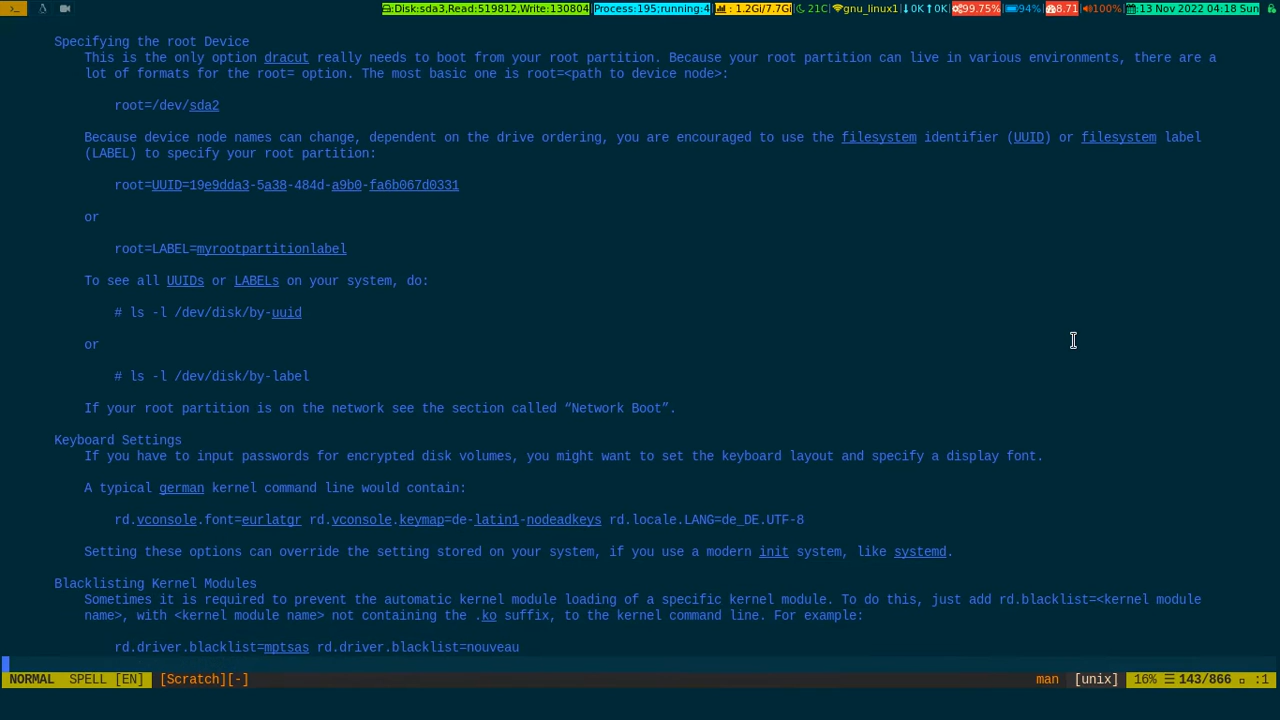 >_ :Disk:sda3,Read:519812,Write:130804 Process:195;running:4 : 1.2Gi/7.7G 21C gnu_linux1 ↓0K↑0K 99.75% 94% 8.71 100% :13 Nov 2022 04:18 Sun
Specifying the root Device
This is the only option dracut really needs to boot from your root partition. Because your root partition can live in various environments, there are a
lot of formats for the root= option. The most basic one is root=<path to device node>:
root=/dev/sda2
Because device node names can change, dependent on the drive ordering, you are encouraged to use the filesystem identifier (UUID) or filesystem label
(LABEL) to specify your root partition:
root=UUID=19e9dda3-5a38-484d-a9b0-fa6b067d0331
or
root=LABEL=myrootpartitionlabel
To see all UUIDs or LABELs on your system, do:
# ls -l /dev/disk/by-uuid
or
# ls -l /dev/disk/by-label
If your root partition is on the network see the section called “Network Boot”.
Keyboard Settings
If you have to input passwords for encrypted disk volumes, you might want to set the keyboard layout and specify a display font.
A typical german kernel command line would contain:
rd.vconsole.font=eurlatgr rd.vconsole.keymap=de-latin1-nodeadkeys rd.locale.LANG=de_DE.UTF-8
Setting these options can override the setting stored on your system, if you use a modern init system, like systemd.
Blacklisting Kernel Modules
Sometimes it is required to prevent the automatic kernel module loading of a specific kernel module. To do this, just add rd.blacklist=<kernel module
name>, with <kernel module name> not containing the .ko suffix, to the kernel command line. For example:
rd.driver.blacklist=mptsas rd.driver.blacklist=nouveau
NORMAL SPELL [EN] [Scratch][-] man [unix] 16% ☰ 143/866 :1